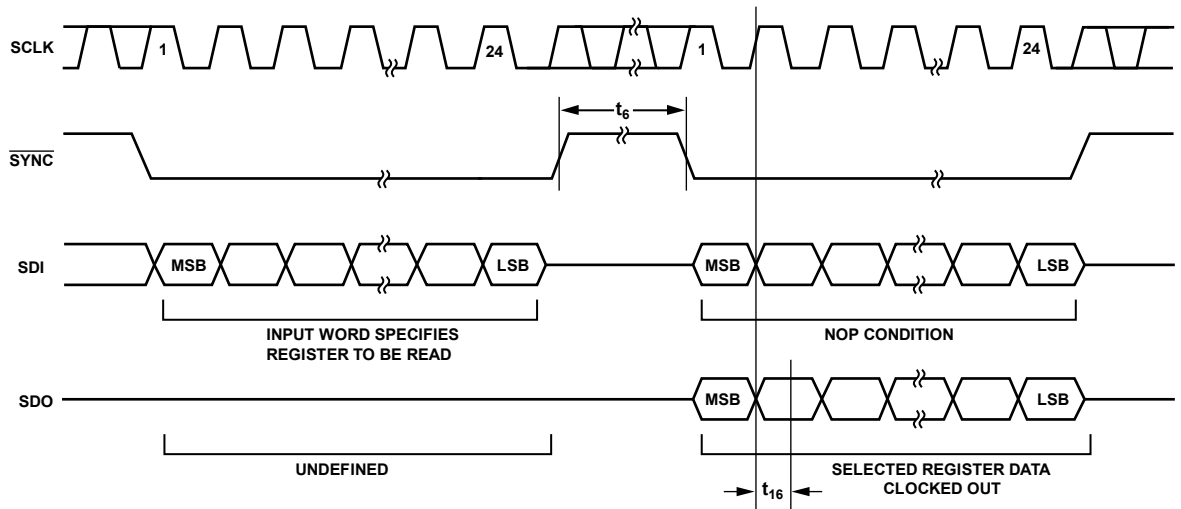 SCLK
1
24
1
24
t6
SYNC
SDI
MSB
LSB
MSB
LSB
INPUT WORD SPECIFIES
REGISTER TO BE READ
NOP CONDITION
SDO
MSB
LSB
UNDEFINED
SELECTED REGISTER DATA
CLOCKED OUT
t16